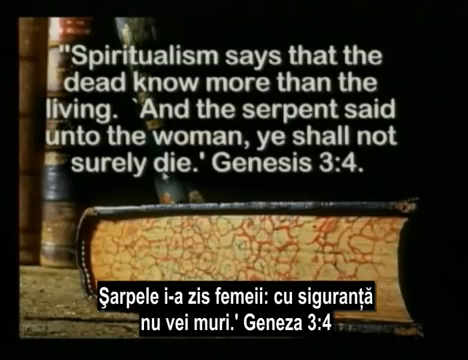 "Spiritualism says that the
dead know more than the
living. `And the serpent said
unto the woman, ye shall not
surely die.' Genesis 3:4.
Şarpele i-a zis femeii: cu siguranţă
nu vei muri.' Geneza 3:4